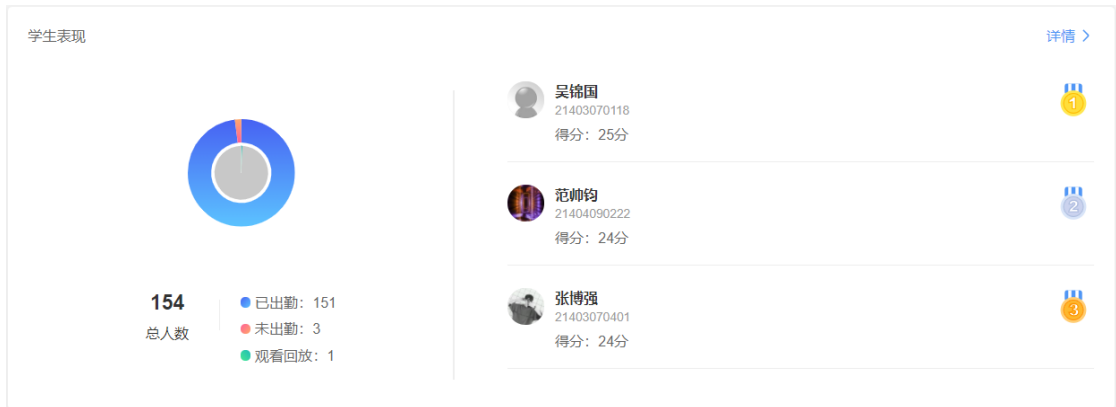 学生表现
详情
154
总人数
已出勤：151
未出勤：3
观看回放：1
吴锦国
21403070118
得分：25分
1
范帅钧
21404090222
得分：24分
2
张博强
21403070401
得分：24分
3